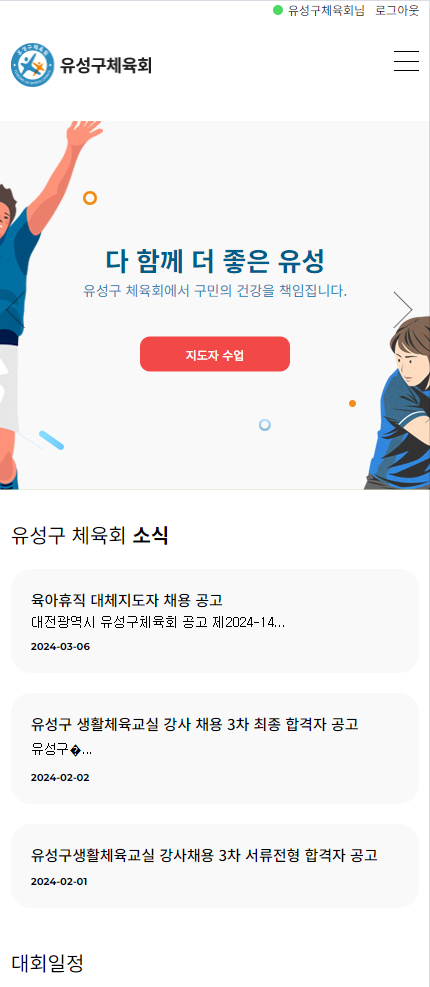 유성구체육회님 로그아웃
유성구체육회
다 함께 더 좋은 유성
유성구 체육회에서 구민의 건강을 책임집니다.
지도자 수업
유성구 체육회 소식
육아휴직 대체지도자 채용 공고
대전광역시 유성구체육회 공고 제2024-14...
2024-03-06
유성구 생활체육교실 강사 채용 3차 최종 합격자 공고
유성구�...
2024-02-02
유성구생활체육교실 강사채용 3차 서류전형 합격자 공고
2024-02-01
대회일정